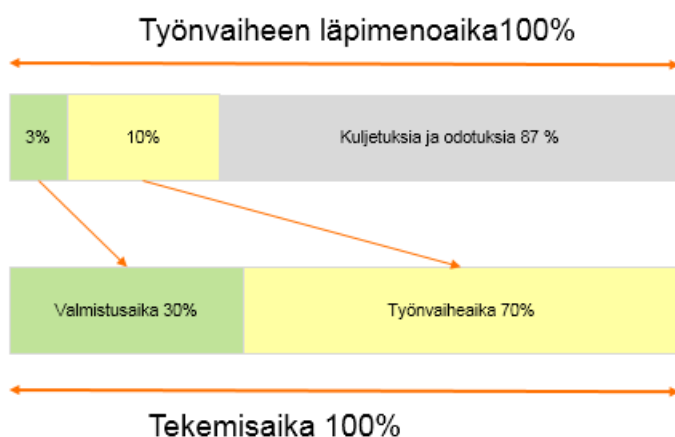 Työnvaiheen läpimenoaika100%
3%
10%
Kuljetuksia ja odotuksia 87 %
Valmistusaika 30%
Työnvaiheaika 70%
Tekemisaika 100%